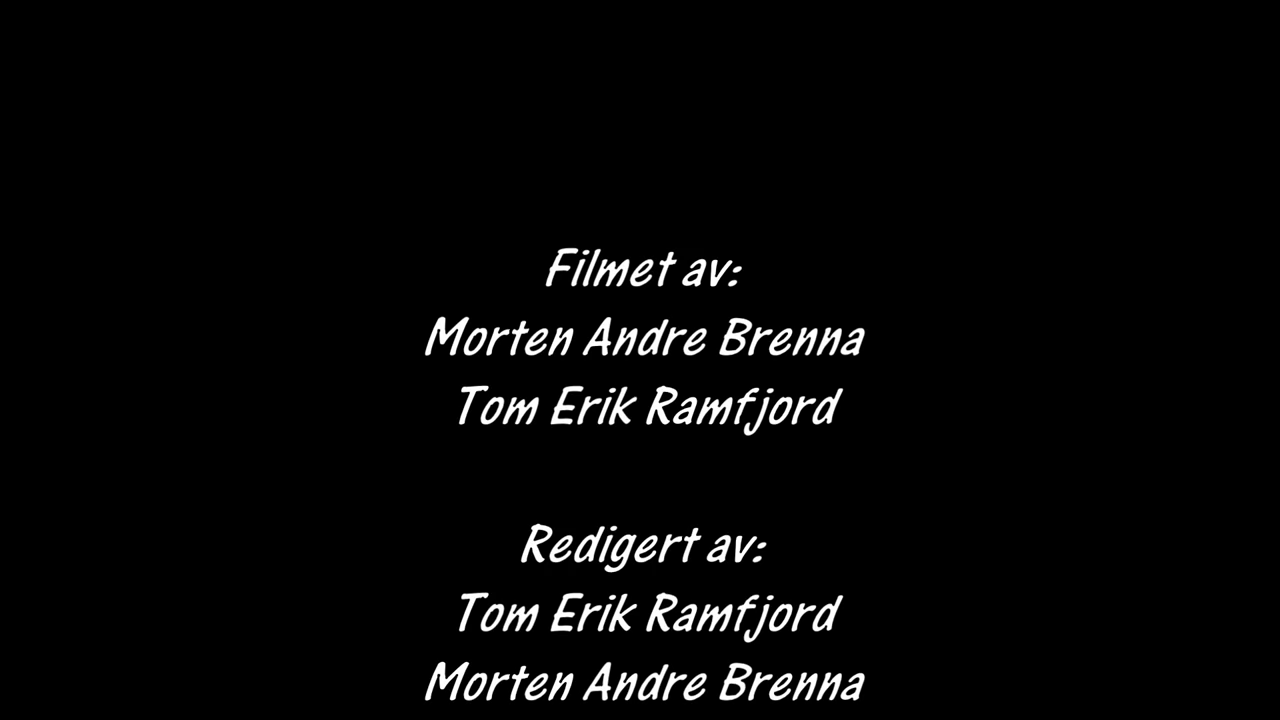 Filmet av:
Morten Andre Brenna
Tom Erik Ramfjord
Redigert av:
Tom Erik Ramfjord
Morten Andre Brenna